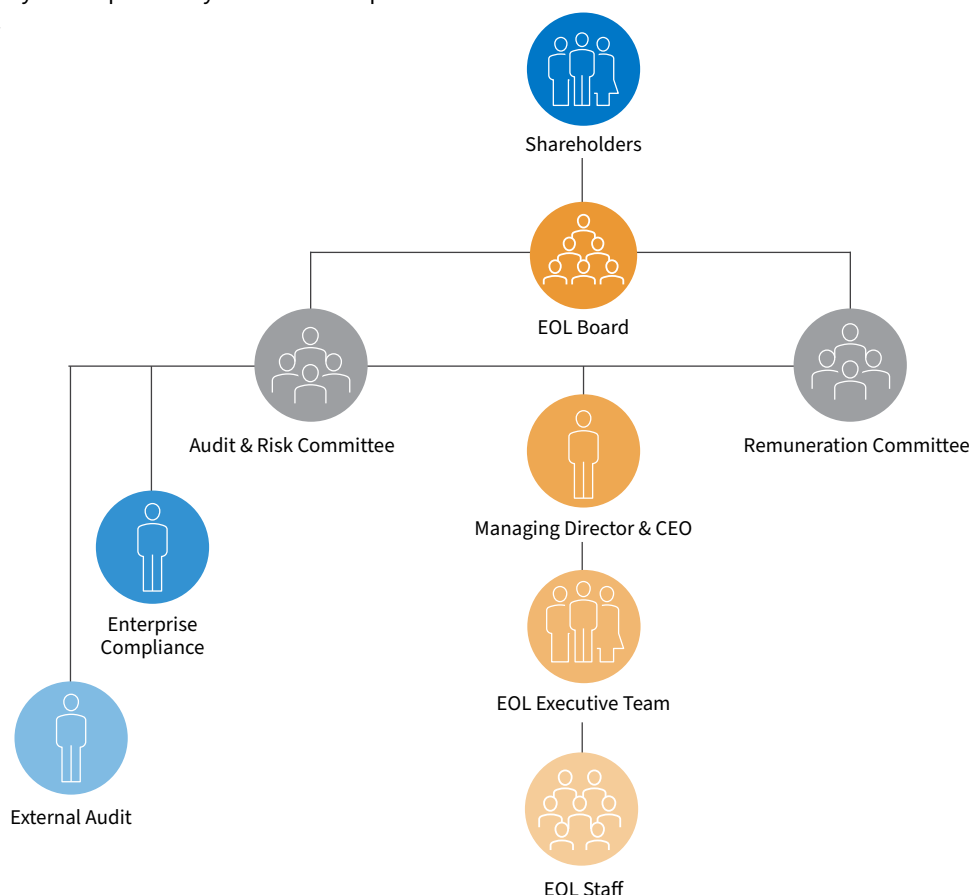 Shareholders
EOL Board
Audit & Risk Committee
Remuneration Committee
Managing Director & CEO
Enterprise
Compliance
EOL Executive Team
External Audit
EOL Staff